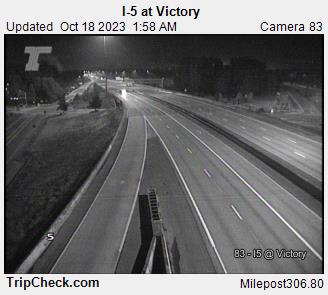 I-5 at Victory
Updated Oct 18 2023 1:58 AM Camera 83
T
5
83 - I5 @ Victory
TripCheck.com Milepost306.80